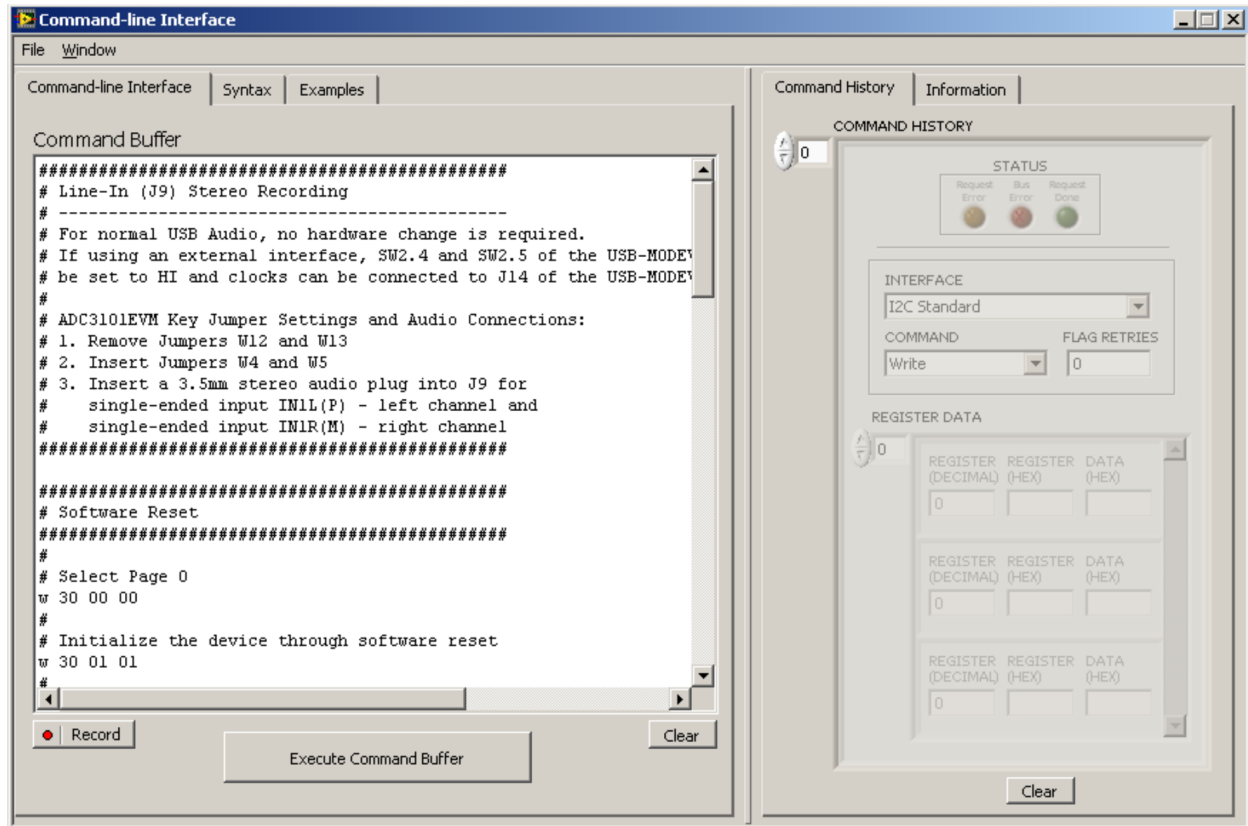 Command-line Interface
File Window
Command-line Interface Syntax Examples
Command Buffer
###############################################
# Line-In (J9) Stereo Recording
# ---------------------------------------------
# For normal USB Audio, no hardware change is required.
# If using an external interface, SW2.4 and SW2.5 of the USB-MODEV
# be set to HI and clocks can be connected to J14 of the USB-MODEV
#
# ADC3101EVM Key Jumper Settings and Audio Connections:
# 1. Remove Jumpers W12 and W13
# 2. Insert Jumpers W4 and W5
# 3. Insert a 3.5mm stereo audio plug into J9 for
#    single-ended input IN1L(P) - left channel and
#    single-ended input IN1R(M) - right channel
###############################################
###############################################
# Software Reset
###############################################
#
# Select Page 0
w 30 00 00
#
# Initialize the device through software reset
w 30 01 01
#
Record
Clear
Execute Command Buffer
Command History Information
COMMAND HISTORY
0
STATUS
Request Error
Bus Error
Request Done
INTERFACE
I2C Standard
COMMAND FLAG RETRIES
Write 0
REGISTER DATA
0
REGISTER REGISTER DATA
(DECIMAL) (HEX) (HEX)
0
REGISTER REGISTER DATA
(DECIMAL) (HEX) (HEX)
0
REGISTER REGISTER DATA
(DECIMAL) (HEX) (HEX)
0
Clear